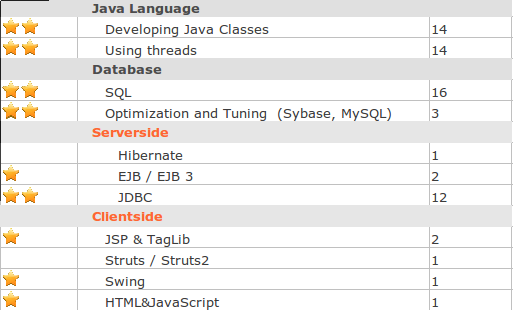 Java Language
Developing Java Classes 14
Using threads 14
Database
SQL 16
Optimization and Tuning (Sybase, MySQL) 3
Serverside
Hibernate 1
EJB / EJB 3 2
JDBC 12
Clientside
JSP & TagLib 2
Struts / Struts2 1
Swing 1
HTML&JavaScript 1